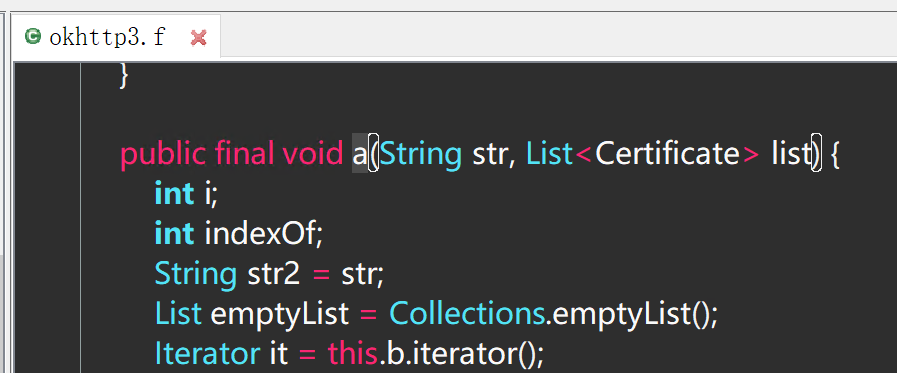 okhttp3.f
}
public final void a(String str, List<Certificate> list) {
int i;
int indexOf;
String str2 = str;
List emptyList = Collections.emptyList();
Iterator it = this.b.iterator();